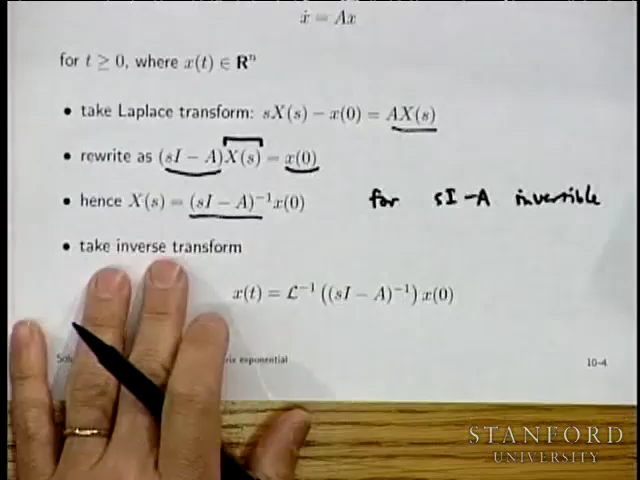 ẋ = Ax
for t ≥ 0, where x(t) ∈ Rⁿ
• take Laplace transform: sX(s) − x(0) = AX(s)
• rewrite as (sI − A)X(s) = x(0)
• hence X(s) = (sI − A)⁻¹x(0) for sI-A invertible
• take inverse transform
x(t) = ℒ⁻¹ ((sI − A)⁻¹) x(0)
exponential 10–4
STANFORD
UNIVERSITY